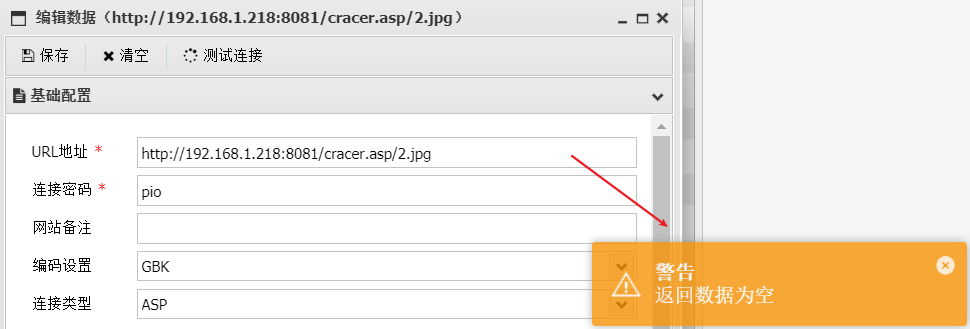 编辑数据（http://192.168.1.218:8081/cracer.asp/2.jpg）
保存 清空 测试连接
基础配置
URL地址 * http://192.168.1.218:8081/cracer.asp/2.jpg
连接密码 * pio
网站备注
编码设置 GBK
警告
返回数据为空
连接类型 ASP